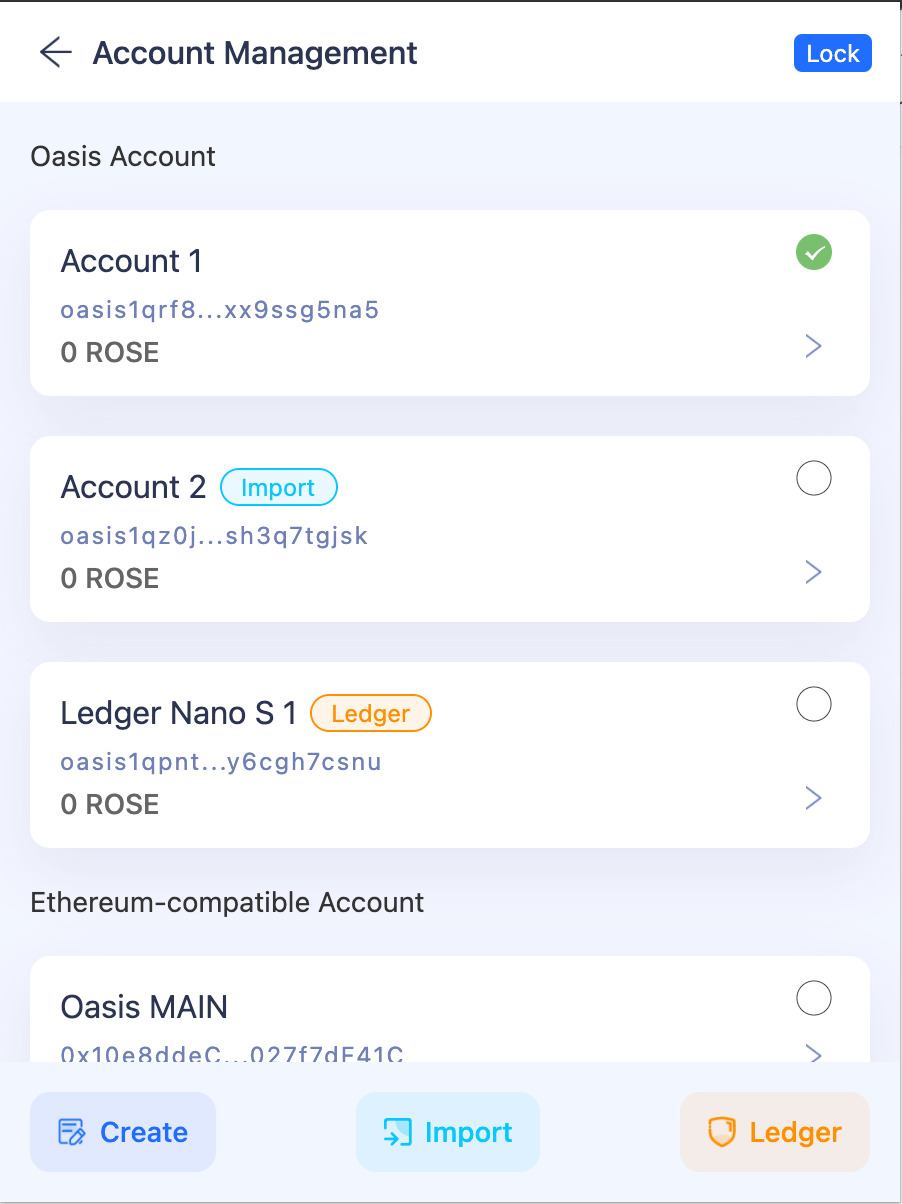 Account Management
Lock
Oasis Account
Account 1
oasis1qrf8...xx9ssg5na5
0 ROSE
Account 2 Import
oasis1qz0j...sh3q7tgjsk
0 ROSE
Ledger Nano S 1 Ledger
oasis1qpnt...y6cgh7csnu
0 ROSE
Ethereum-compatible Account
Oasis MAIN
0x10e8ddeC...027f7dF41C
Create
Import
Ledger